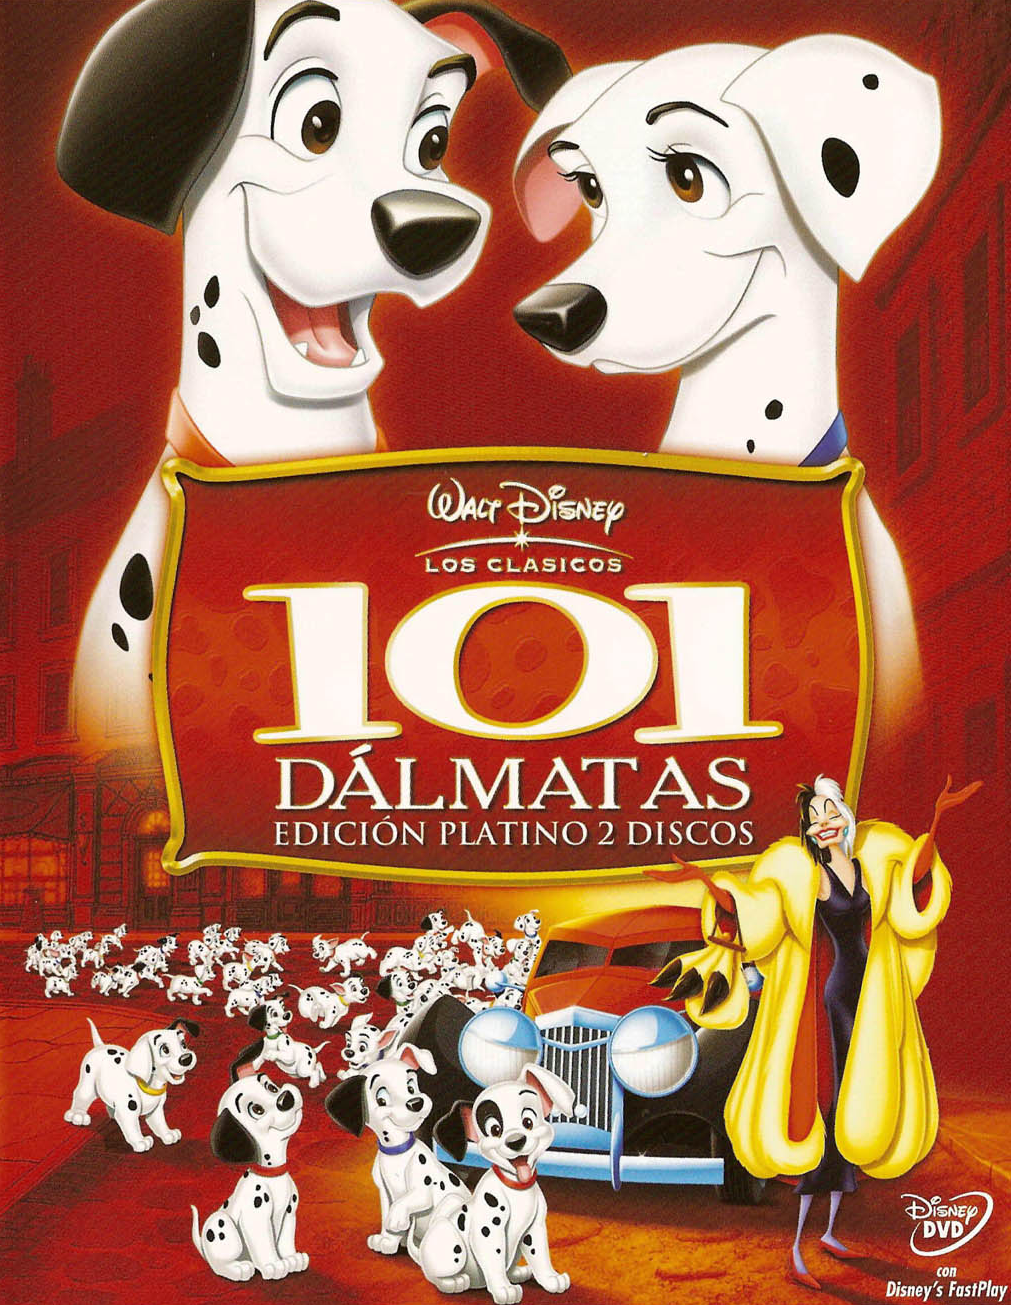 WALT DISNEY
LOS CLASICOS
101
DÁLMATAS
EDICIÓN PLATINO 2 DISCOS
DISNEY
DVD
con
Disney's FastPlay